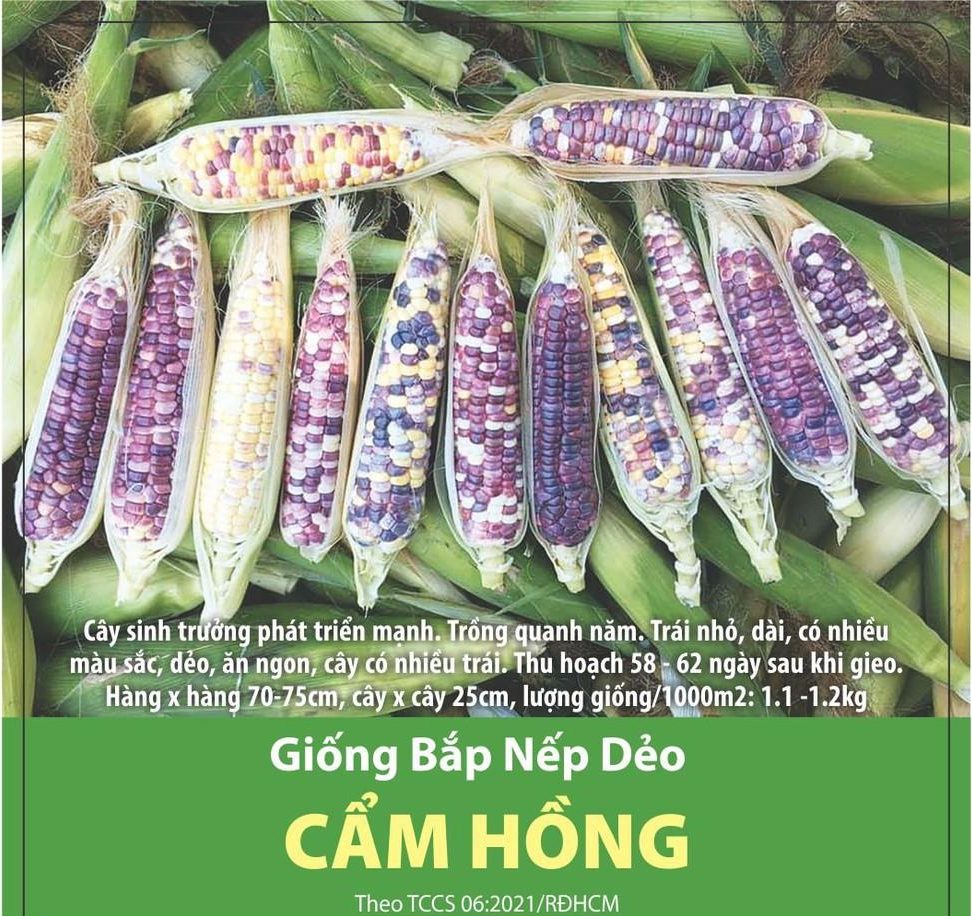 Cây sinh trưởng phát triển mạnh. Trồng quanh năm. Trái nhỏ, dài, có nhiều
màu sắc, dẻo, ăn ngon, cây có nhiều trái. Thu hoạch 58 - 62 ngày sau khi gieo.
Hàng x hàng 70-75cm, cây x cây 25cm, lượng giống/1000m2: 1.1 -1.2kg
Giống Bắp Nếp Dẻo
CẨM HỒNG
Theo TCCS 06:2021/RĐHCM